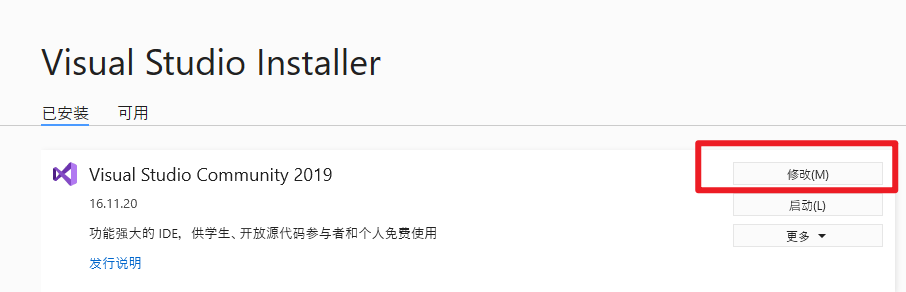 Visual Studio Installer
已安装 可用
Visual Studio Community 2019
修改(M)
16.11.20
启动(L)
功能强大的 IDE，供学生、开放源代码参与者和个人免费使用
更多
发行说明